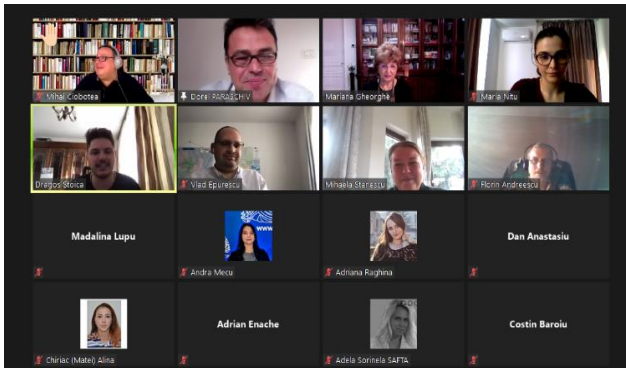 Mihai Ciobotea
Dorel PARASCHIV
Mariana Gheorghe
Maria Nitu
Dragos Stoica
Vlad Epurescu
Mihaela Stanescu
Florin Andreescu
Madalina Lupu
www
Andra Mecu
Adriana Raghina
Dan Anastasiu
Chiriac (Matei) Alina
Adrian Enache
Adela Sorinela SAFTA
Costin Baroiu